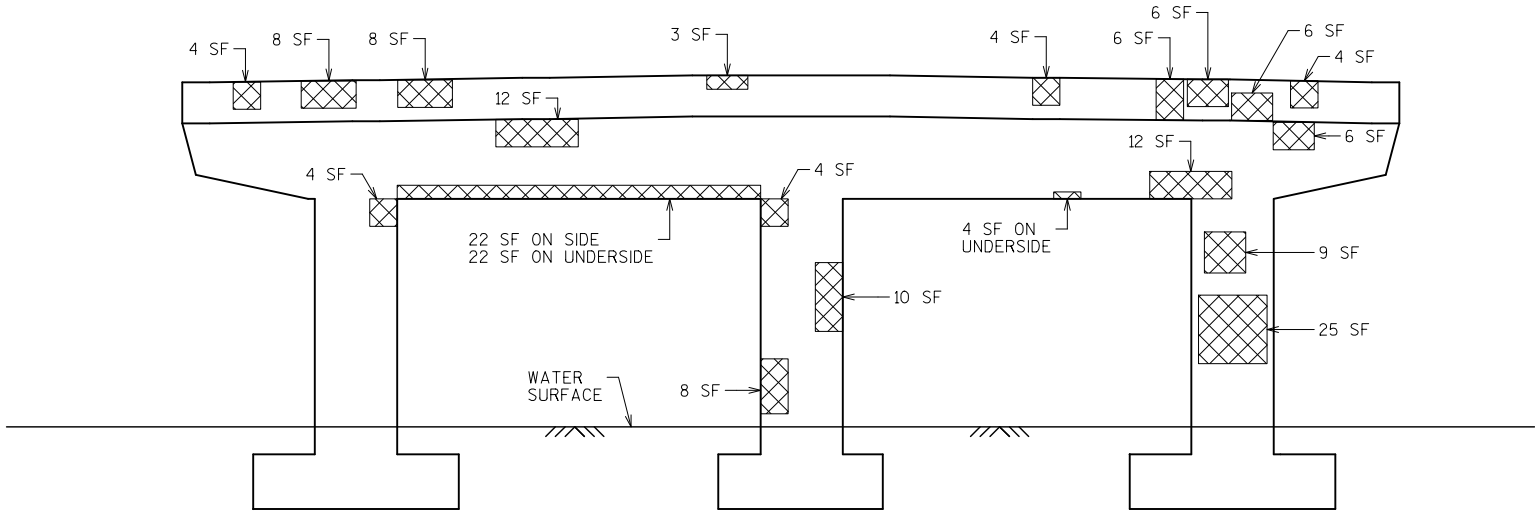 6 SF
4 SF
8 SF
8 SF
3 SF
4 SF
6 SF
6 SF
4 SF
12 SF
6 SF
12 SF
4 SF
4 SF
22 SF ON SIDE
22 SF ON UNDERSIDE
4 SF ON
UNDERSIDE
9 SF
10 SF
25 SF
WATER
SURFACE
8 SF